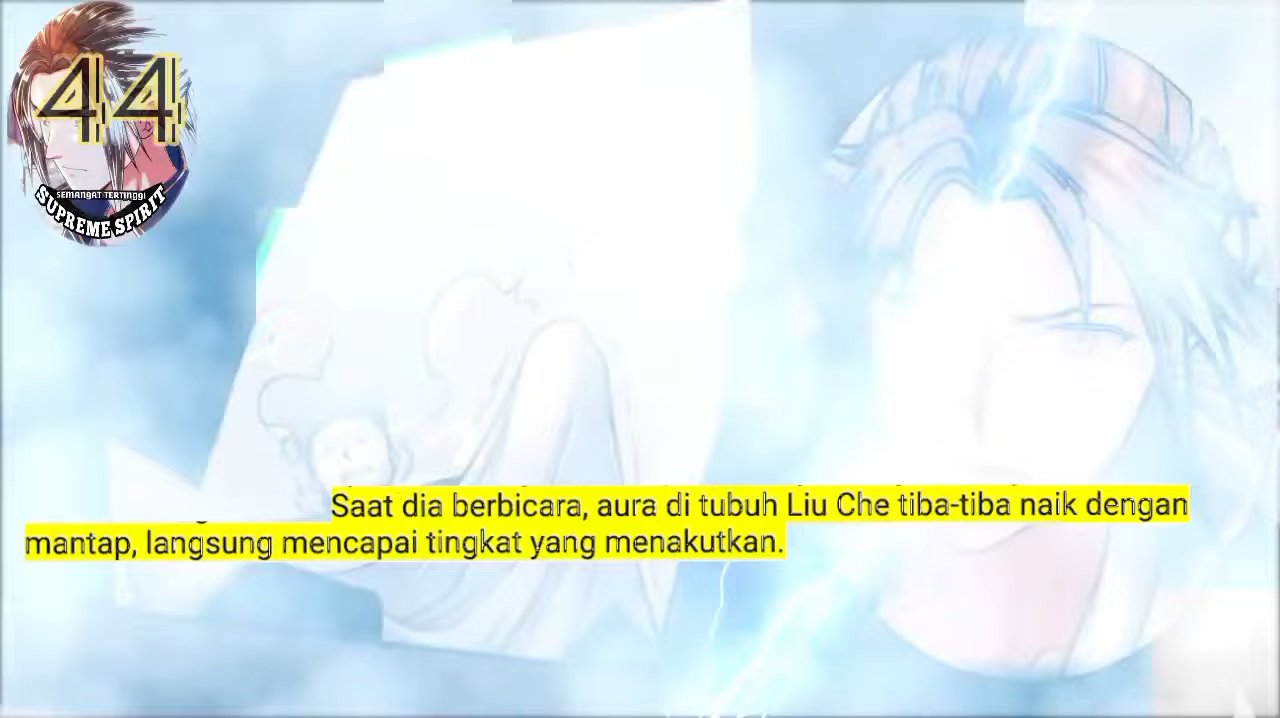 44
SEMANGAT TERTINGGI
SUPREME SPIRIT
Saat dia berbicara, aura di tubuh Liu Che tiba-tiba naik dengan
mantap, langsung mencapai tingkat yang menakutkan.